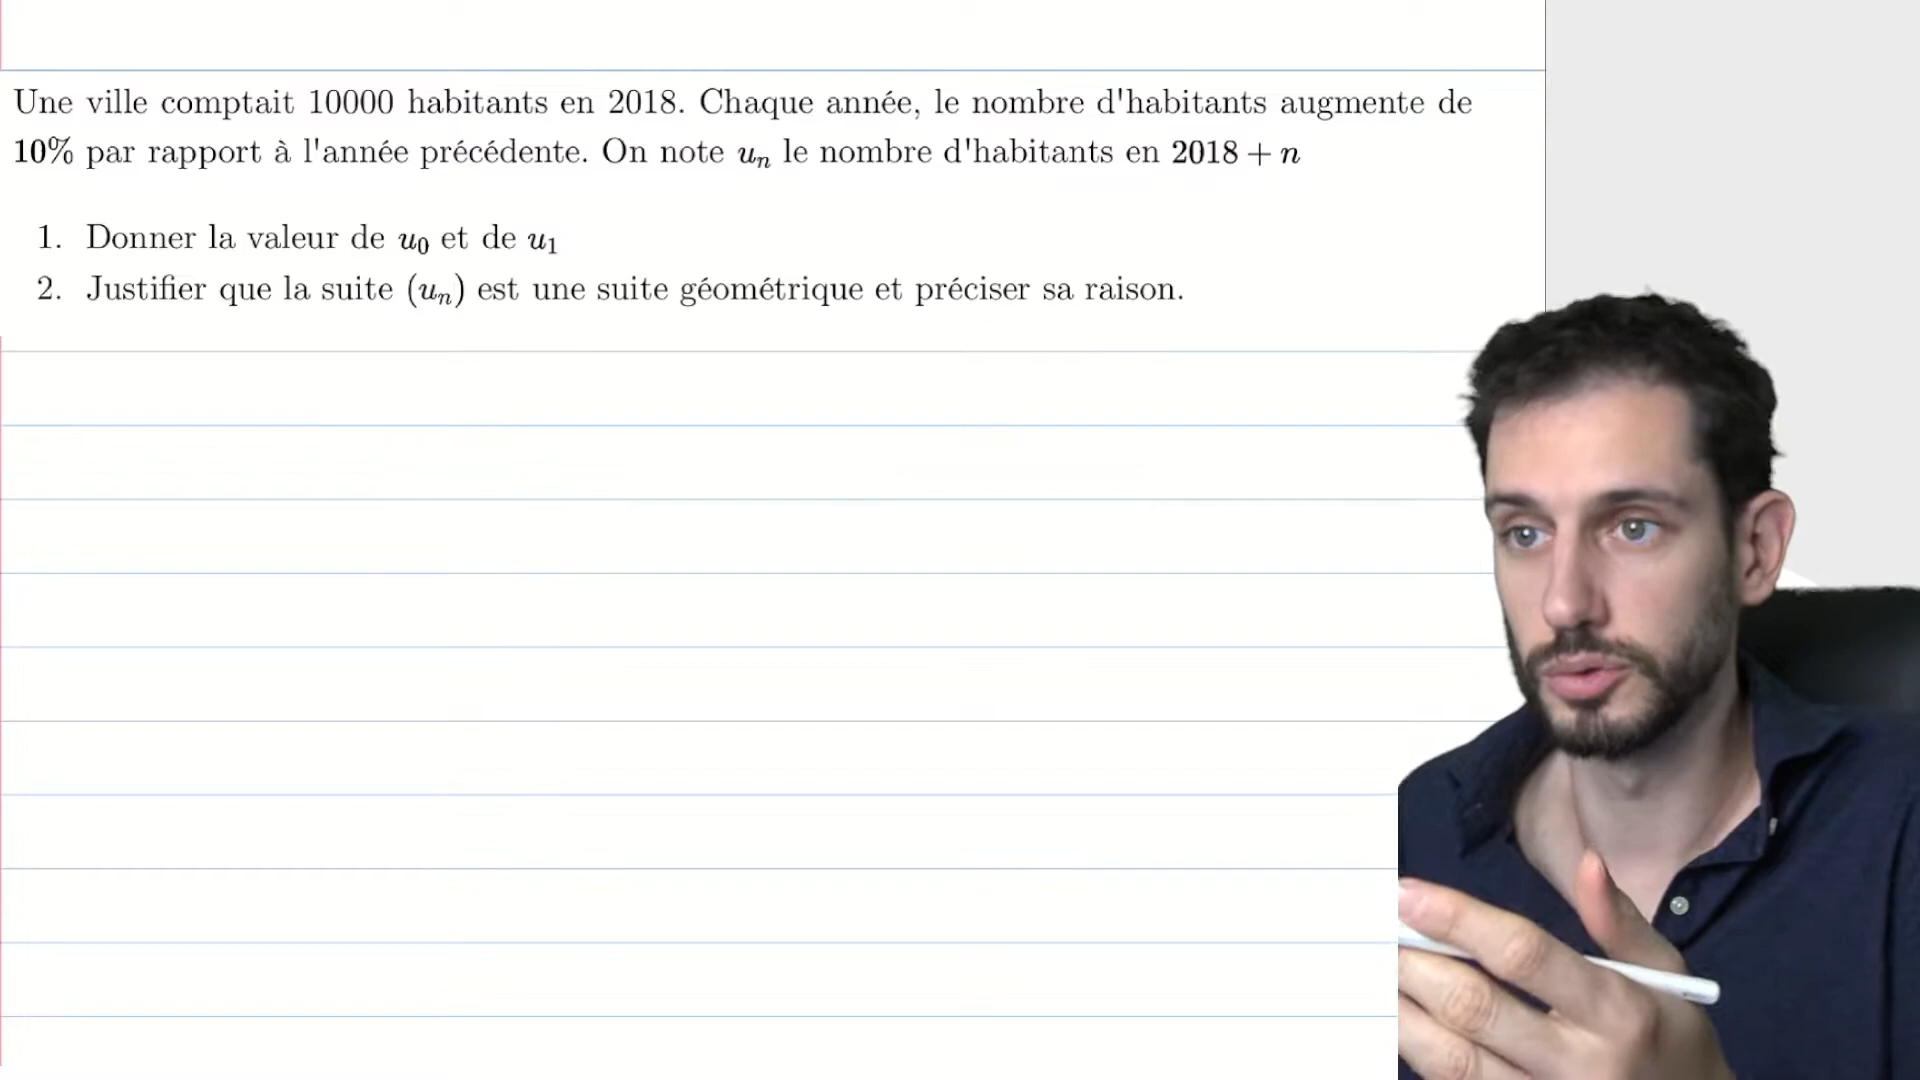 Une ville comptait 10000 habitants en 2018. Chaque année, le nombre d'habitants augmente de
10% par rapport à l'année précédente. On note uₙ le nombre d'habitants en 2018 + n
1. Donner la valeur de u₀ et de u₁
2. Justifier que la suite (uₙ) est une suite géométrique et préciser sa raison.